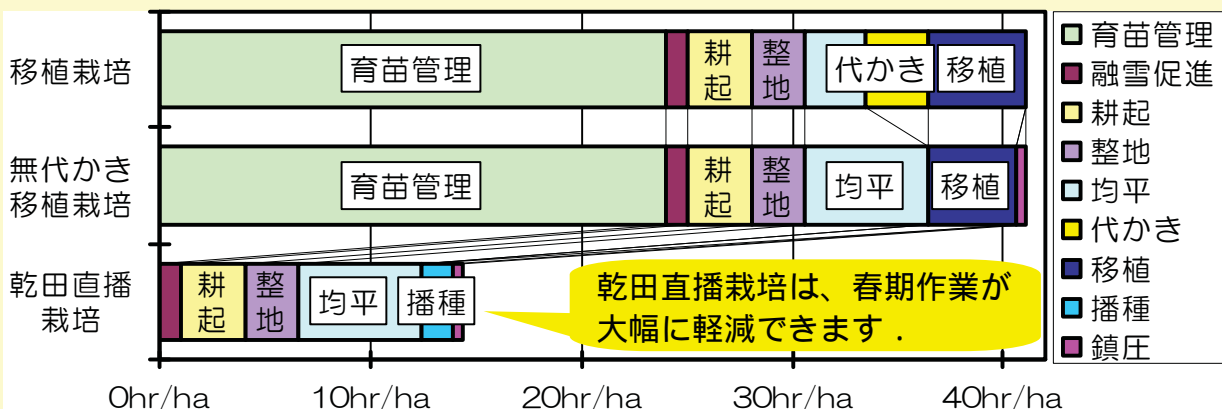 移植栽培
育苗管理
耕起
整地
代かき
移植
無代かき
移植栽培
育苗管理
耕起
整地
均平
移植
乾田直播
栽培
耕起
整地
均平
播種
乾田直播栽培は、春期作業が
大幅に軽減できます．
0hr/ha
10hr/ha
20hr/ha
30hr/ha
40hr/ha
育苗管理
融雪促進
耕起
整地
均平
代かき
移植
播種
鎮圧